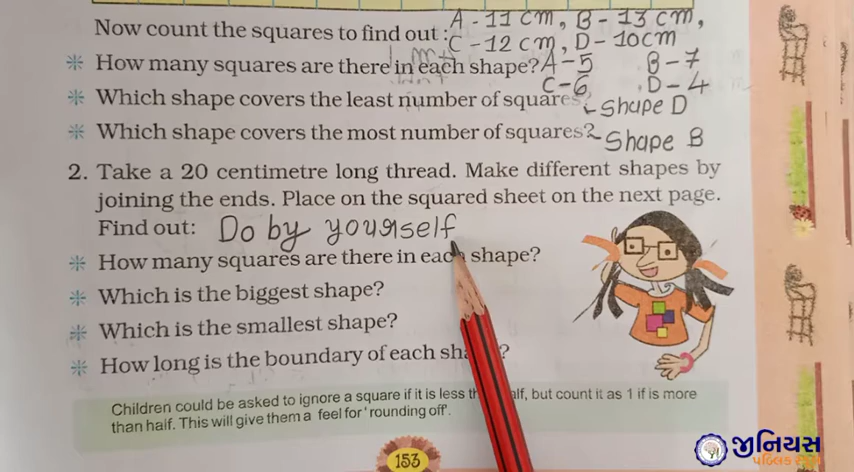 Now count the squares to find out : A - 11 cm, B - 13 cm,
C - 12 cm, D - 10cm
✼ How many squares are there in each shape? A - 5 B - 7
C - 6, D - 4
✼ Which shape covers the least number of squares - Shape D
✼ Which shape covers the most number of squares? Shape B
2. Take a 20 centimetre long thread. Make different shapes by
joining the ends. Place on the squared sheet on the next page.
Find out: Do by yourself
✼ How many squares are there in each shape?
✼ Which is the biggest shape?
✼ Which is the smallest shape?
✼ How long is the boundary of each ?
Children could be asked to ignore a square if it is less , but count it as 1 if is more
than half. This will give them a feel for 'rounding off'.
153
જીનિયસ